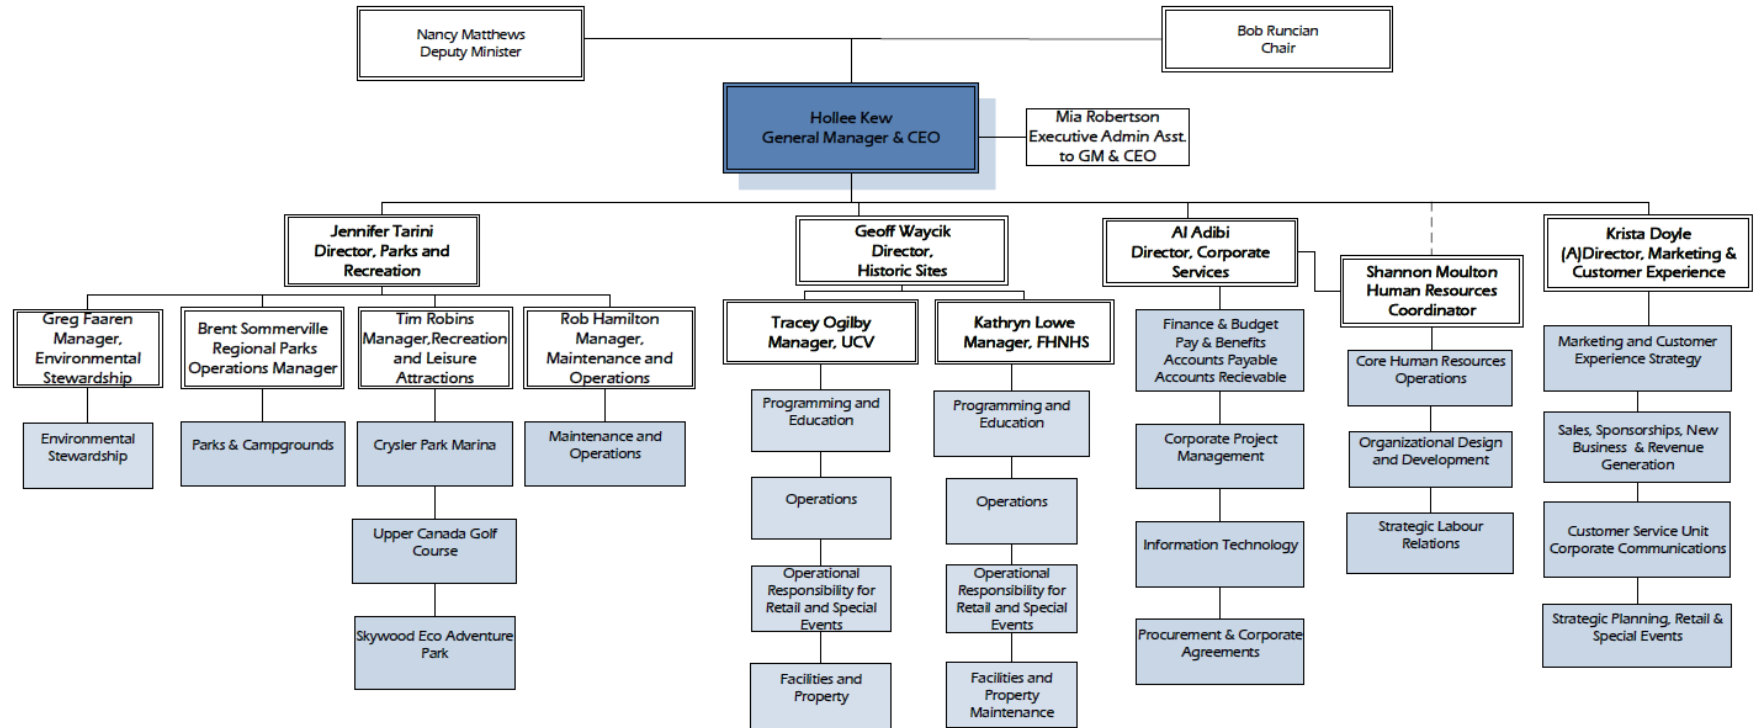 Nancy Matthews
Deputy Minister
Bob Runcian
Chair
Hollee Kew
General Manager & CEO
Mia Robertson
Executive Admin Asst.
to GM & CEO
Jennifer Tarini
Director, Parks and
Recreation
Geoff Waycik
Director,
Historic Sites
Al Adibi
Director, Corporate
Services
Shannon Moulton
Human Resources
Coordinator
Krista Doyle
(A)Director, Marketing &
Customer Experience
Greg Faaren
Manager,
Environmental
Stewardship
Brent Sommerville
Regional Parks
Operations Manager
Tim Robins
Manager,Recreation
and Leisure
Attractions
Rob Hamilton
Manager,
Maintenance and
Operations
Tracey Ogilby
Manager, UCV
Kathryn Lowe
Manager, FHNHS
Environmental
Stewardship
Parks & Campgrounds
Crysler Park Marina
Upper Canada Golf
Course
Skywood Eco Adventure
Park
Maintenance and
Operations
Programming and
Education
Operations
Operational
Responsibility for
Retail and Special
Events
Facilities and
Property
Programming and
Education
Operations
Operational
Responsibility for
Retail and Special
Events
Facilities and
Property
Maintenance
Finance & Budget
Pay & Benefits
Accounts Payable
Accounts Recievable
Corporate Project
Management
Information Technology
Procurement & Corporate
Agreements
Core Human Resources
Operations
Organizational Design
and Development
Strategic Labour
Relations
Marketing and Customer
Experience Strategy
Sales, Sponsorships, New
Business & Revenue
Generation
Customer Service Unit
Corporate Communications
Strategic Planning, Retail &
Special Events